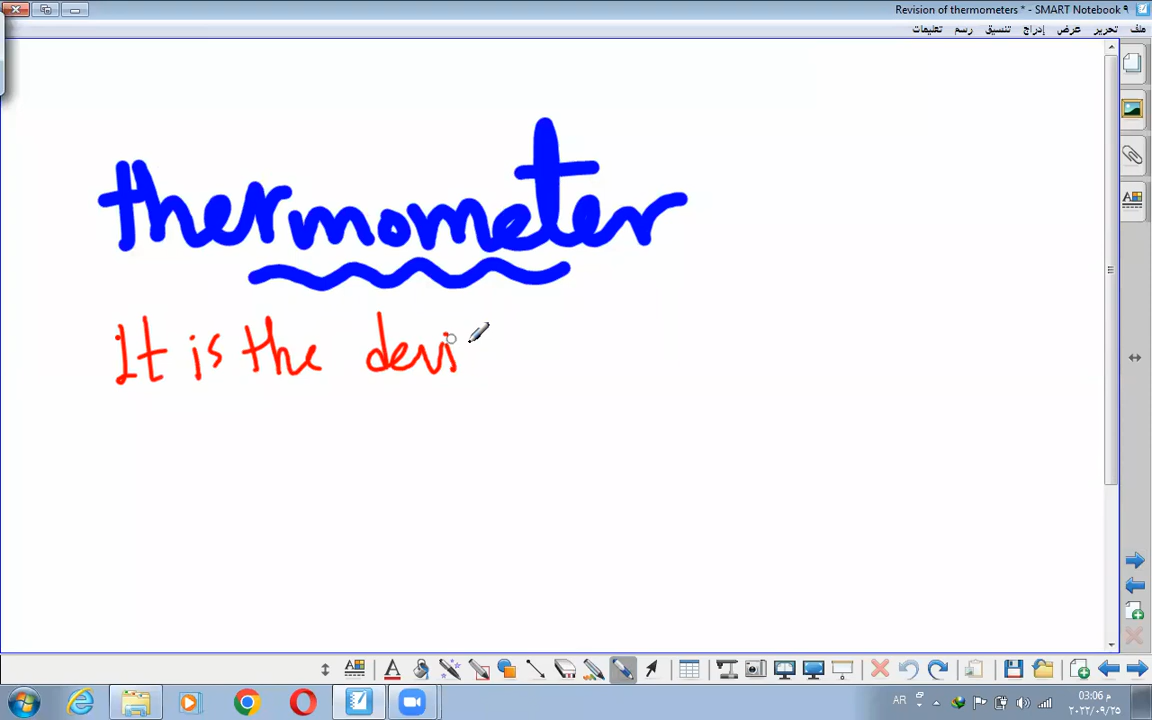 Revision of thermometers * - SMART Notebook ٩
ملف تحرير عرض إدراج تنسيق رسم تعليمات
thermometer
It is the devi
AR
م 03:06
٢٠٢٢/٠٩/٢٥